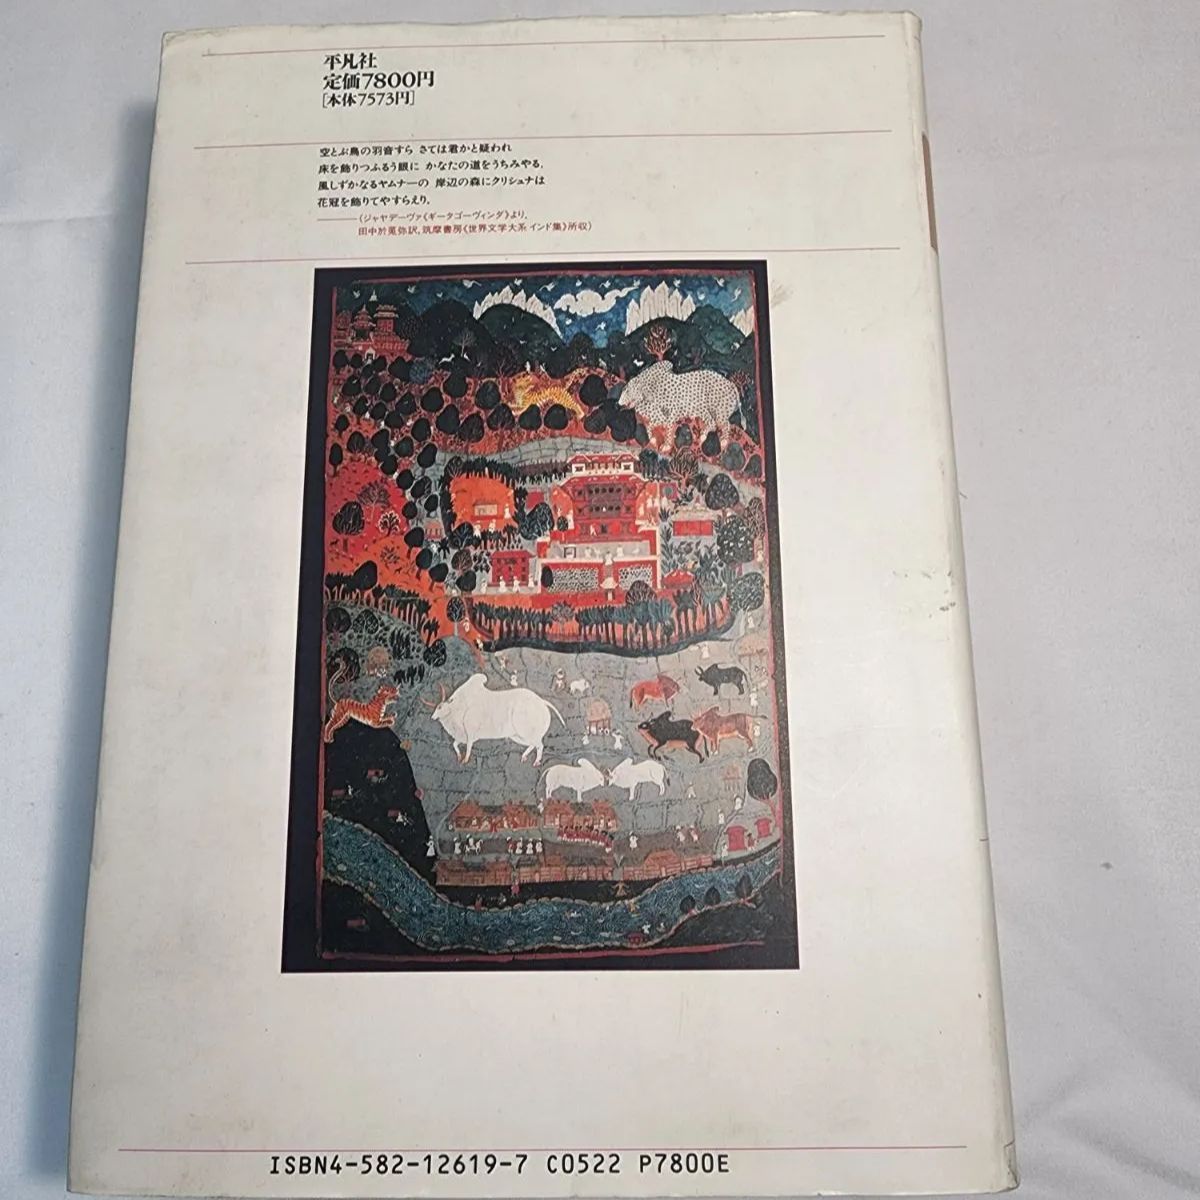 平凡社
定価7800円
[本体7573円]
空とぶ鳥の羽音すら さては君かと疑われ
床を飾りつふるう眼に かなたの道をうちみやる。
風しずかなるヤムナーの 岸辺の森にクリシュナは
花冠を飾りてやすらえり。
——(ジャヤデーヴァ《ギータゴーヴィンダ》より。
田中於菟弥訳,筑摩書房《世界文学大系 インド集》所収)
ISBN4-582-12619-7 C0522 P7800E